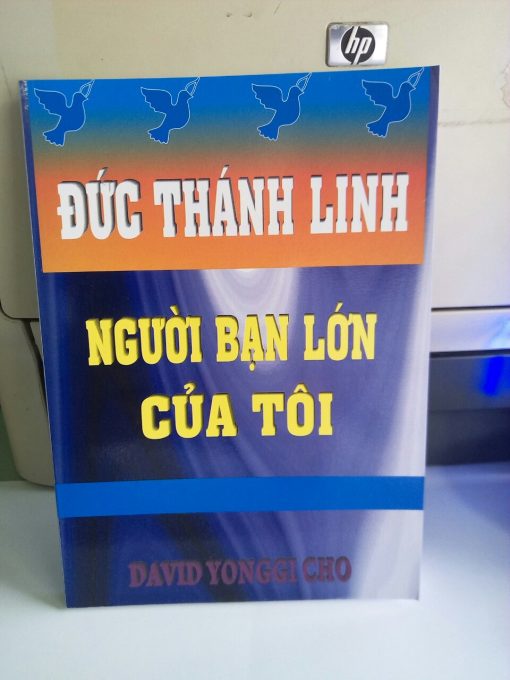 hp
ĐỨC THÁNH LINH
NGƯỜI BẠN LỚN
CỦA TÔI
DAVID YONGGI CHO